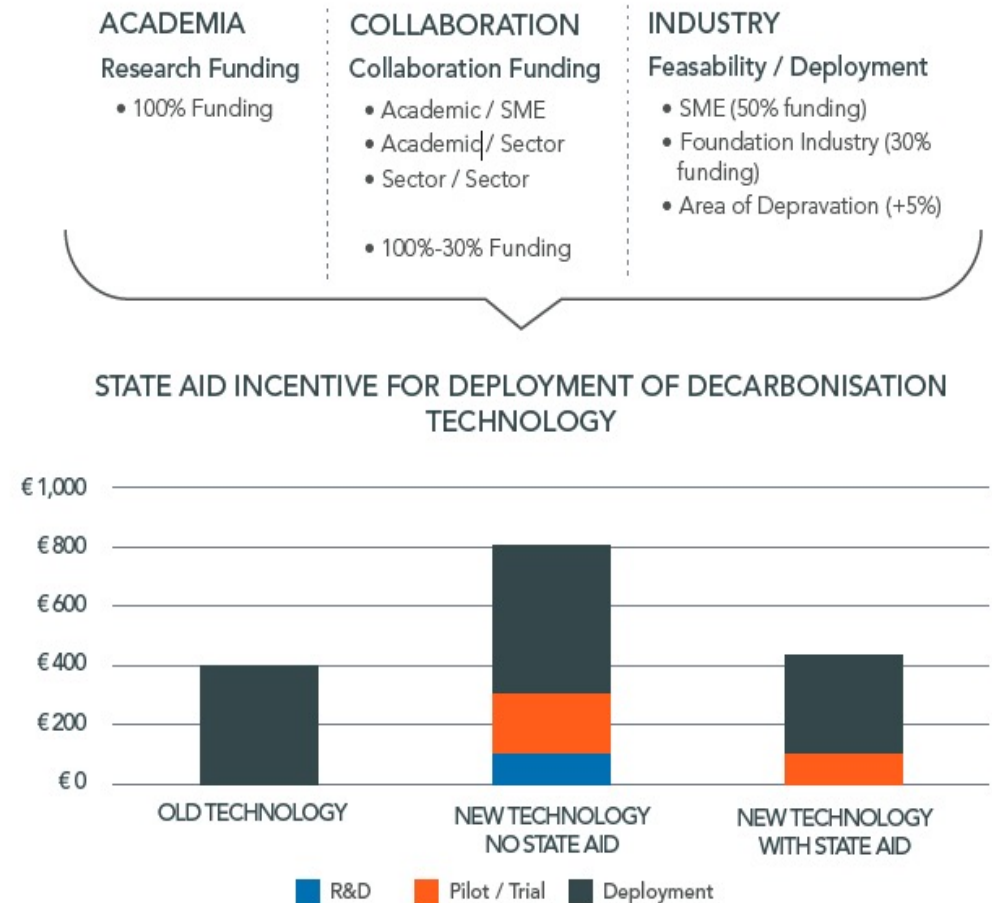 ACADEMIA
Research Funding
• 100% Funding
COLLABORATION
Collaboration Funding
• Academic / SME
• Academic / Sector
• Sector / Sector
• 100%-30% Funding
INDUSTRY
Feasability / Deployment
• SME (50% funding)
• Foundation Industry (30%
funding)
• Area of Depravation (+5%)
STATE AID INCENTIVE FOR DEPLOYMENT OF DECARBONISATION
TECHNOLOGY
€ 1,000
€ 800
€ 600
€ 400
€ 200
€ 0
OLD TECHNOLOGY
NEW TECHNOLOGY
NO STATE AID
NEW TECHNOLOGY
WITH STATE AID
R&D
Pilot / Trial
Deployment